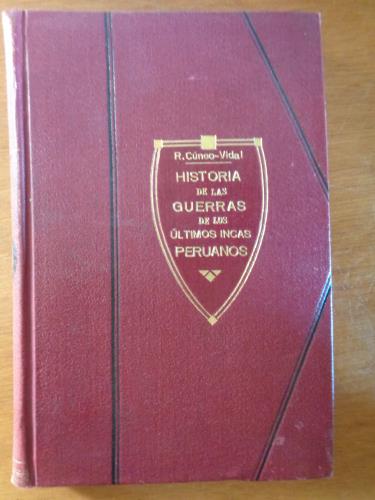 R. Cúneo-Vidal
HISTORIA
DE LAS
GUERRAS
DE LOS
ÚLTIMOS INCAS
PERUANOS